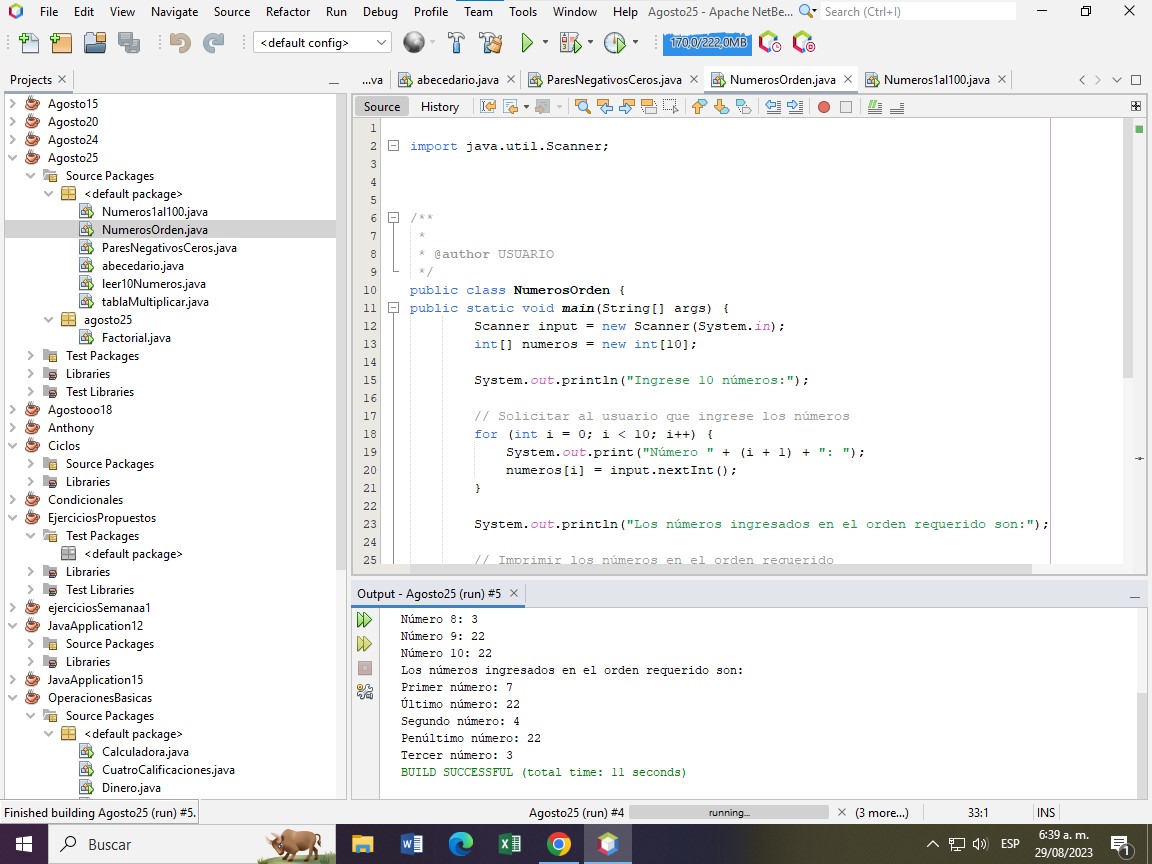 File Edit View Navigate Source Refactor Run Debug Profile Team Tools Window Help Agosto25 - Apache NetBe... Search (Ctrl+I)
<default config> 170,0/222,0MB
Projects ...va abecedario.java ParesNegativosCeros.java NumerosOrden.java Numeros1al100.java
Source History
Agosto15
Agosto20
Agosto24
Agosto25
Source Packages
<default package>
Numeros1al100.java
NumerosOrden.java
ParesNegativosCeros.java
abecedario.java
leer10Numeros.java
tablaMultiplicar.java
agosto25
Factorial.java
Test Packages
Libraries
Test Libraries
Agostooo18
Anthony
Ciclos
Source Packages
Libraries
Condicionales
EjerciciosPropuestos
Test Packages
<default package>
Libraries
Test Libraries
ejerciciosSemanaa1
JavaApplication12
Source Packages
Libraries
JavaApplication15
OperacionesBasicas
Source Packages
<default package>
Calculadora.java
CuatroCalificaciones.java
Dinero.java
1
2 import java.util.Scanner;
3
4
5
6 /**
7 *
8 * @author USUARIO
9 */
10 public class NumerosOrden {
11 public static void main(String[] args) {
12 Scanner input = new Scanner(System.in);
13 int[] numeros = new int[10];
14
15 System.out.println("Ingrese 10 números:");
16
17 // Solicitar al usuario que ingrese los números
18 for (int i = 0; i < 10; i++) {
19 System.out.print("Número " + (i + 1) + ": ");
20 numeros[i] = input.nextInt();
21 }
22
23 System.out.println("Los números ingresados en el orden requerido son:");
24
25 // Imprimir los números en el orden requerido
Output - Agosto25 (run) #5
Número 8: 3
Número 9: 22
Número 10: 22
Los números ingresados en el orden requerido son:
Primer número: 7
Último número: 22
Segundo número: 4
Penúltimo número: 22
Tercer número: 3
BUILD SUCCESSFUL (total time: 11 seconds)
Finished building Agosto25 (run) #5. Agosto25 (run) #4 running... (3 more...) 33:1 INS
Buscar ESP 6:39 a. m.
29/08/2023 1